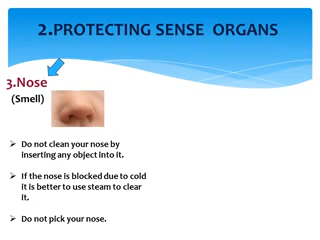 2.PROTECTING SENSE ORGANS
3.Nose
(Smell)
➢ Do not clean your nose by
inserting any object into it.
➢ If the nose is blocked due to cold
it is better to use steam to clear
it.
➢ Do not pick your nose.